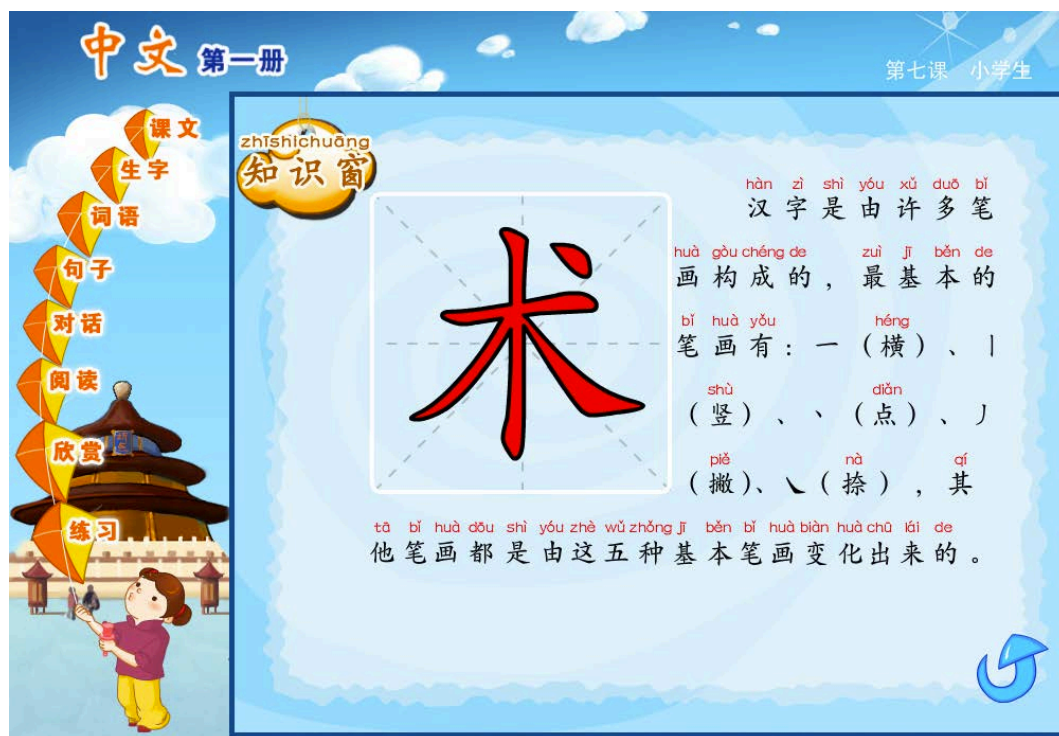 中文 第一册
第七课 小学生
课文
生字
词语
句子
对话
阅读
欣赏
练习
zhīshichuāng
知识窗
术
hàn zì shì yóu xǔ duō bǐ
汉字是由许多笔
huà gòu chéng de zuì jī běn de
画构成的，最基本的
bǐ huà yǒu héng
笔画有：一（横）、丨
shù diǎn
（竖）、丶（点）、丿
piě nà qí
（撇）、㇏（捺），其
tā bǐ huà dōu shì yóu zhè wǔ zhǒng jī běn bǐ huà biàn huà chū lái de
他笔画都是由这五种基本笔画变化出来的。